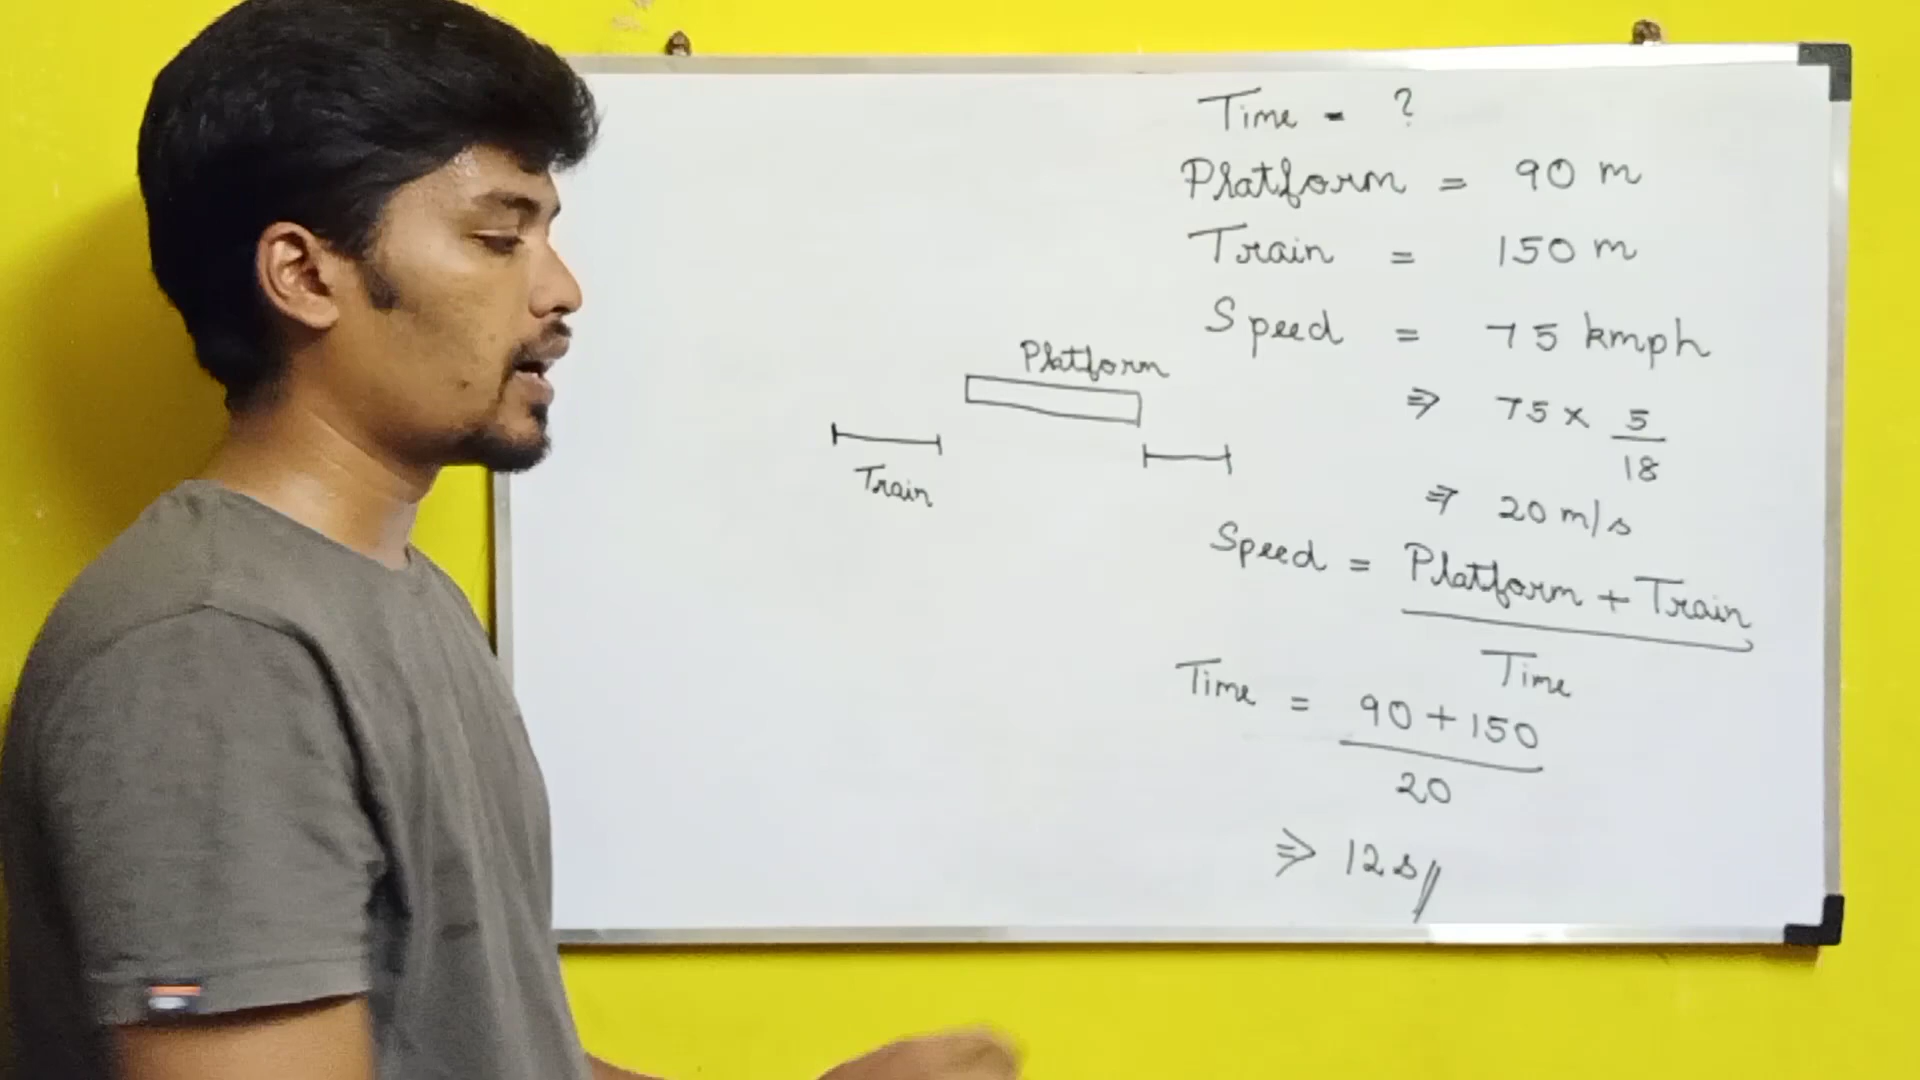 Time - ?
Platform = 90 m
Train = 150 m
Speed = 75 kmph
⇒ 75 × 5/18
⇒ 20 m/s
Platform
Train
Speed = Platform + Train / Time
Time = 90 + 150 / 20
⇒ 12 s //